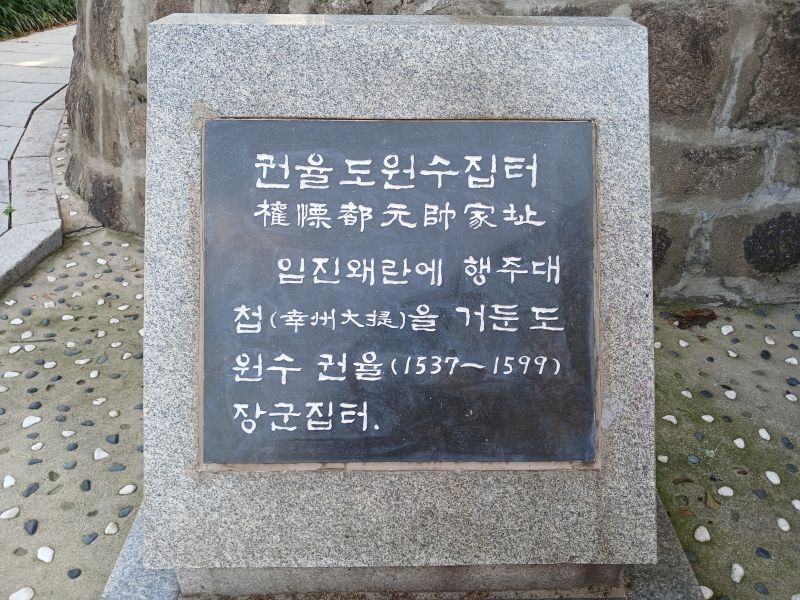 권율도원수집터
權慄都元帥家址
임진왜란에 행주대
첩(幸州大捷)을 거둔 도
원수 권율(1537~1599)
장군집터.